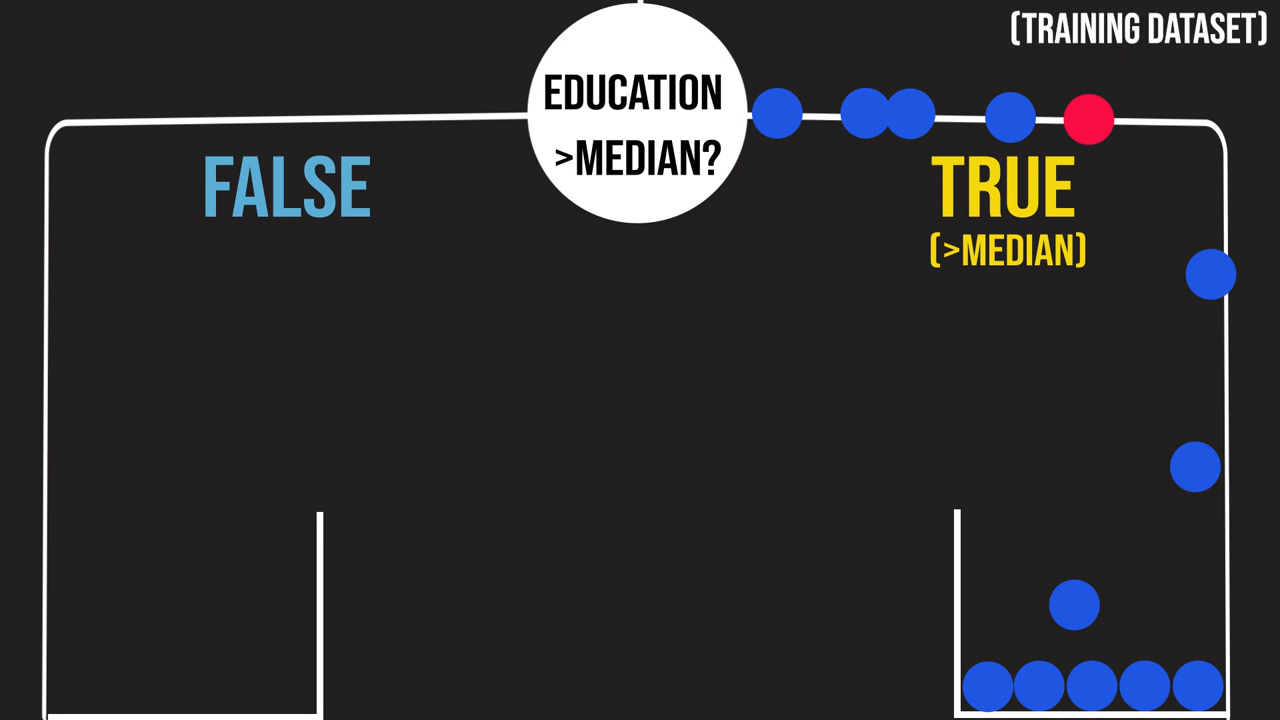 (TRAINING DATASET)
EDUCATION
>MEDIAN?
FALSE
TRUE
(>MEDIAN)